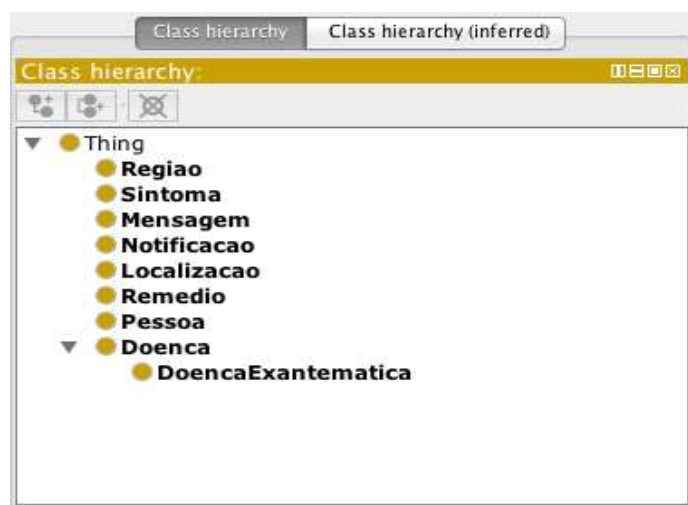 Class hierarchy Class hierarchy (inferred)
Class hierarchy:
Thing
Regiao
Sintoma
Mensagem
Notificacao
Localizacao
Remedio
Pessoa
Doenca
DoencaExantematica